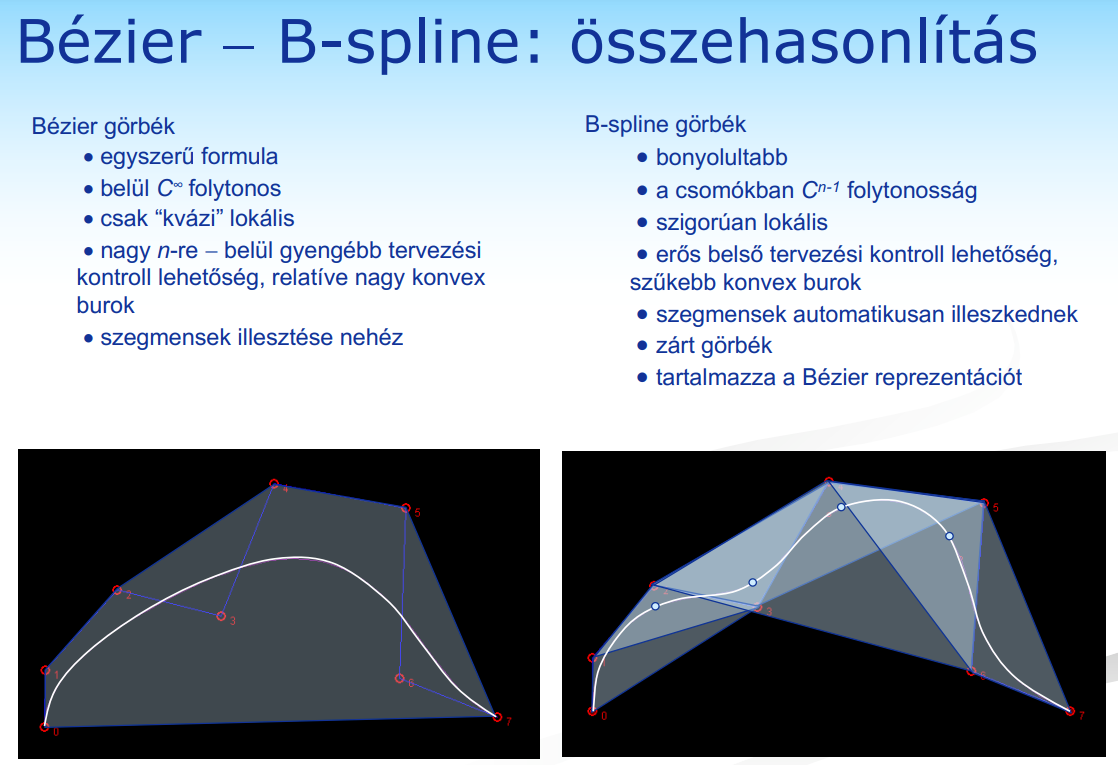 Bézier – B-spline: összehasonlítás
Bézier görbék
• egyszerű formula
• belül C∞ folytonos
• csak “kvázi” lokális
• nagy n-re – belül gyengébb tervezési
kontroll lehetőség, relatíve nagy konvex
burok
• szegmensek illesztése nehéz
B-spline görbék
• bonyolultabb
• a csomókban Cn-1 folytonosság
• szigorúan lokális
• erős belső tervezési kontroll lehetőség,
szűkebb konvex burok
• szegmensek automatikusan illeszkednek
• zárt görbék
• tartalmazza a Bézier reprezentációt
4
5
2
3
1
6
7
0
5
3
6
0
7